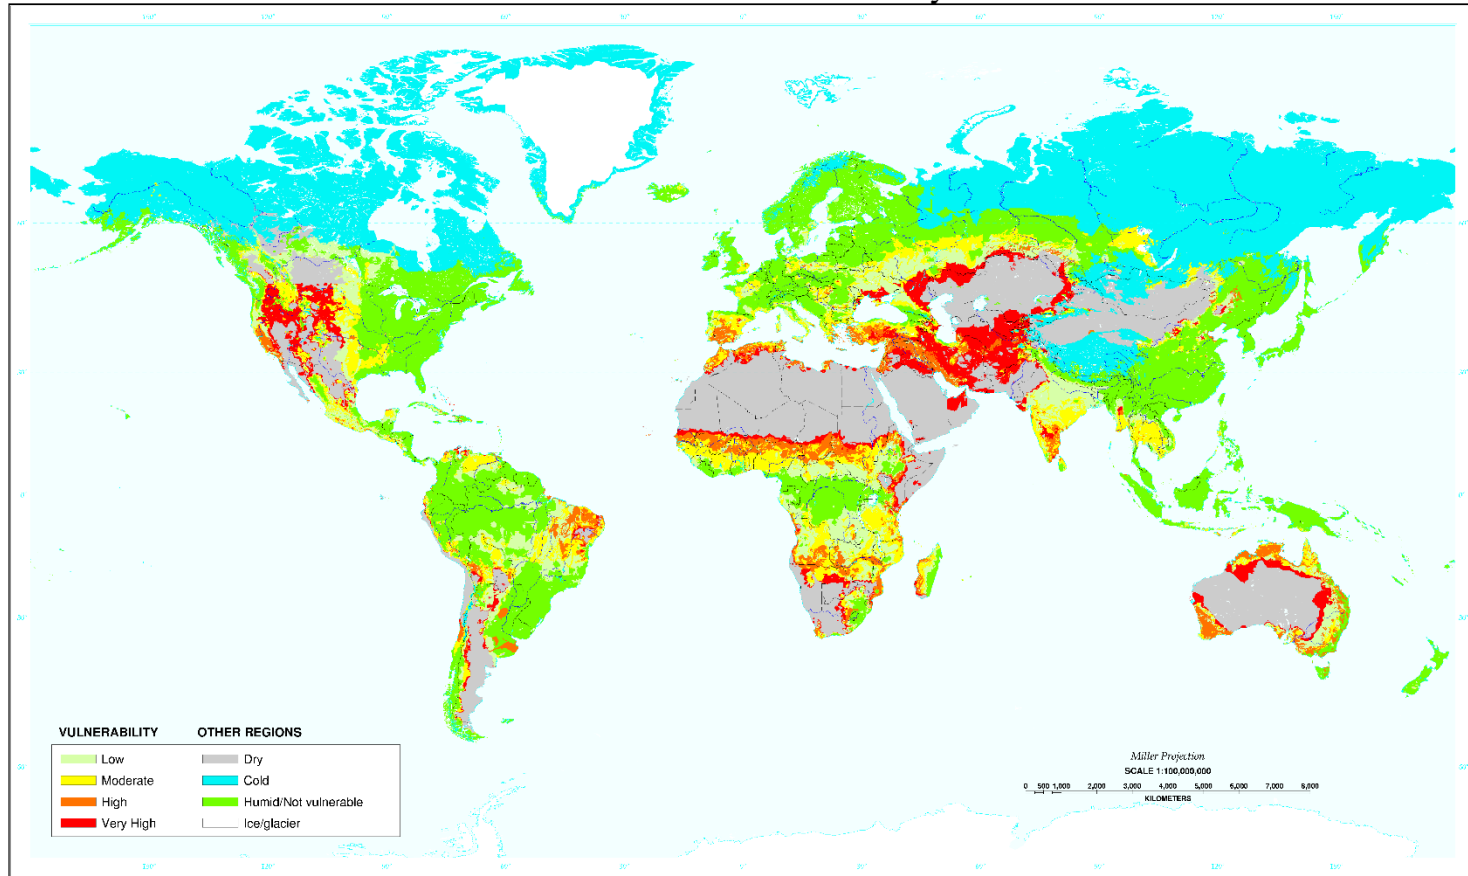 VULNERABILITY OTHER REGIONS
Low Dry
Moderate Cold
High Humid/Not vulnerable
Very High Ice/glacier
Miller Projection
SCALE 1:100,000,000
0 500 1,000 2,000 3,000 4,000 5,000 6,000 7,000 8,000
KILOMETERS